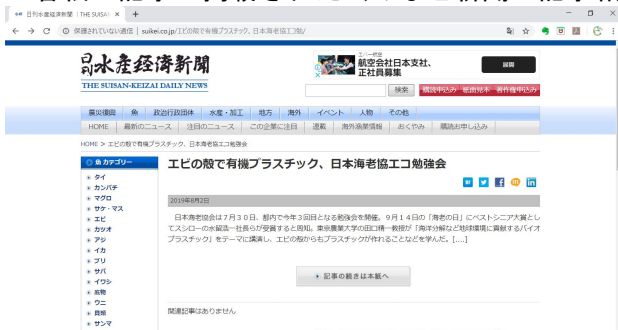 日刊水産経済新聞｜THE SUISAN
保護されていない通信 | suikei.co.jp/エビの殻で有機プラスチック、日本海老協エコ勉強会/
日刊 水産経済新聞
THE SUISAN-KEIZAI DAILY NEWS
航空会社日本支社、
正社員募集
展開
検索
購読申込み 紙面見本 著作権申込み
震災復興 魚 政治行政団体 水産・加工 地方 海外 イベント 人物 その他
HOME 最新のニュース 注目のニュース この企業に注目 連載 海外漁業情報 おくやみ 購読お申し込み
HOME > エビの殻で有機プラスチック、日本海老協エコ勉強会
魚カテゴリー
タイ
カンパチ
マグロ
サケ・マス
エビ
カツオ
アジ
イカ
ブリ
サバ
イワシ
底物
ウニ
貝類
サンマ
エビの殻で有機プラスチック、日本海老協エコ勉強会
2019年8月2日
日本海老協会は７月３０日、都内で今年３回目となる勉強会を開催。９月１４日の「海老の日」にベストシニア大賞とし
てスシローの水留浩一社長らが受賞すると周知。東京農業大学の田口精一教授が「海洋分解など地球環境に貢献するバイオ
プラスチック」をテーマに講演し、エビの殻からもプラスチックが作れることなどを学んだ。[....]
記事の続きは本紙へ
関連記事はありません